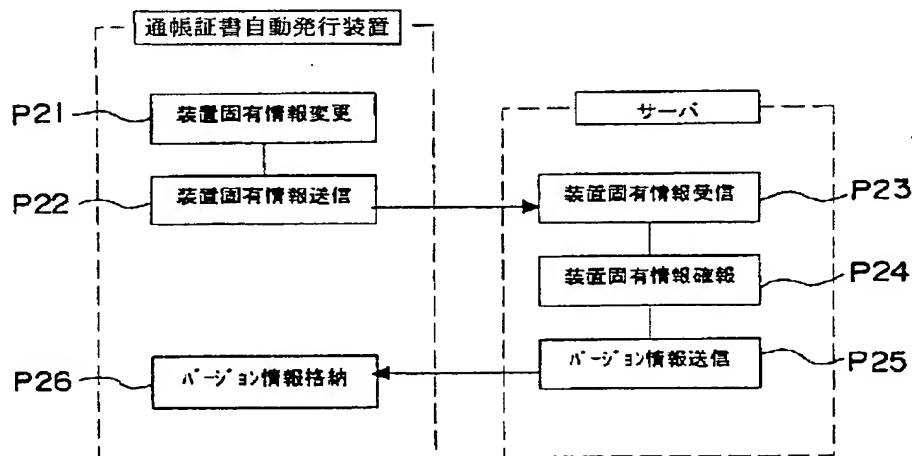 通帳証書自動発行装置
P21
装置固有情報変更
サーバ
P22
装置固有情報送信
装置固有情報受信
P23
装置固有情報確報
P24
P26
ﾊﾞｰｼﾞｮﾝ情報格納
ﾊﾞｰｼﾞｮﾝ情報送信
P25